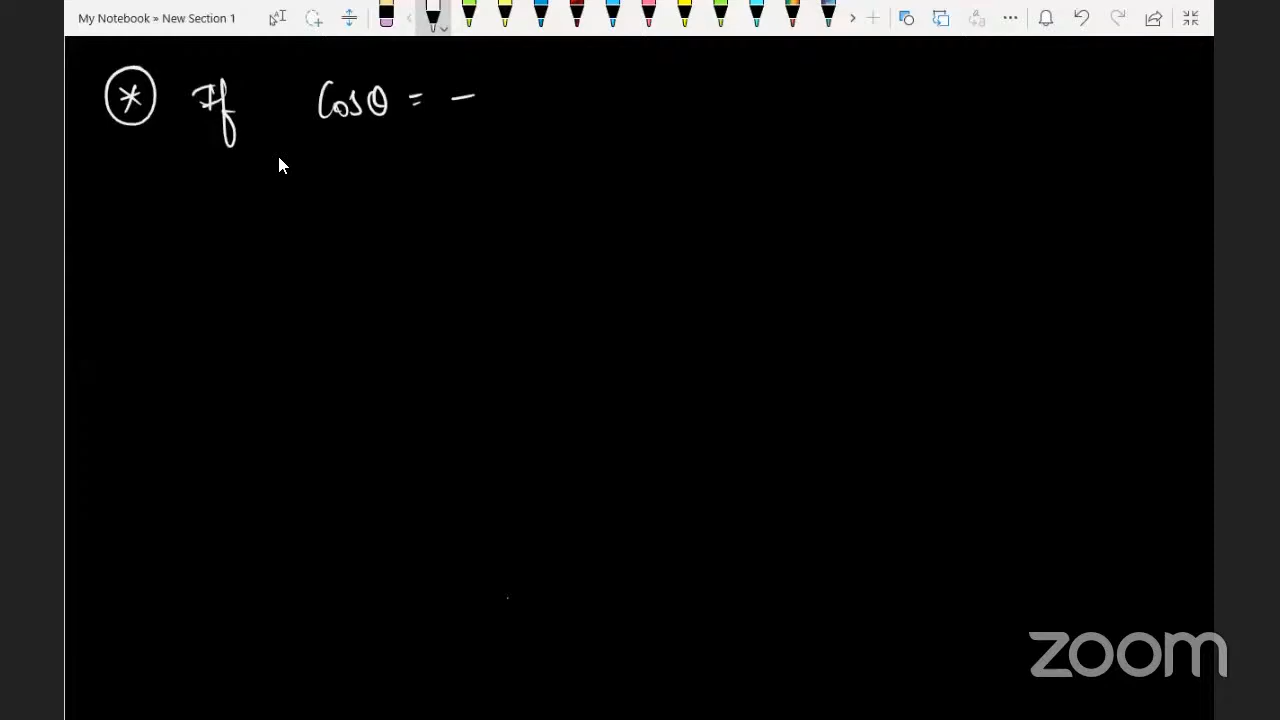 My Notebook » New Section 1
* If Cosθ = -
zoom